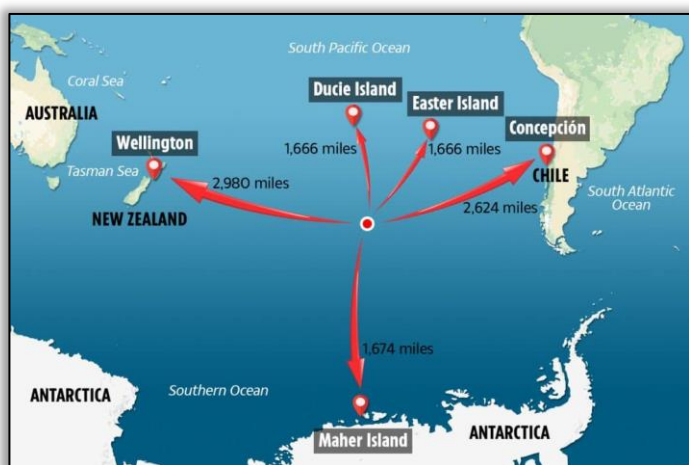 South Pacific Ocean
Coral Sea
Ducie Island
Easter Island
AUSTRALIA
Concepción
Wellington
1,666 miles
1,666 miles
Tasman Sea
CHILE
2,980 miles
South Atlantic
Ocean
2,624 miles
NEW ZEALAND
1,674 miles
Southern Ocean
ANTARCTICA
Maher Island
ANTARCTICA